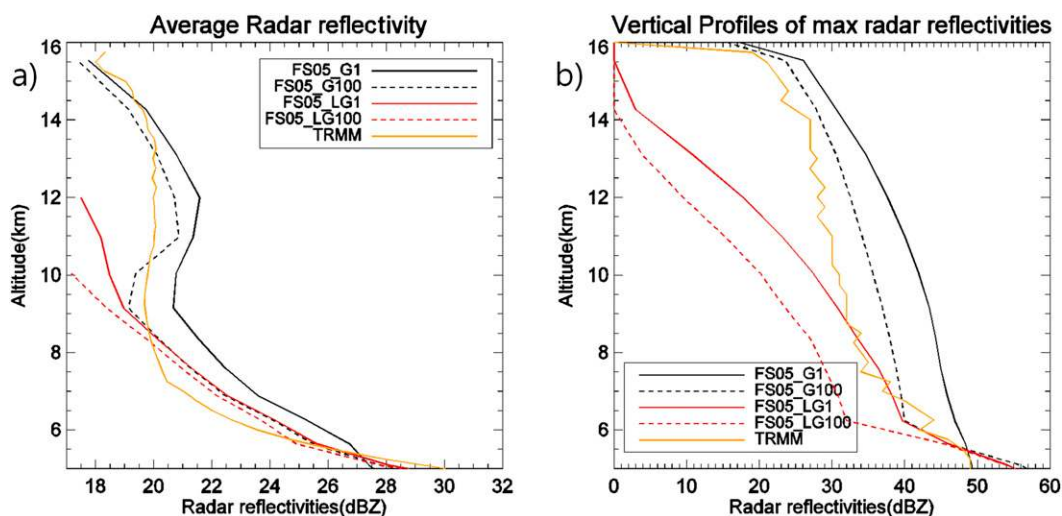 Average Radar reflectivity
a)
16
14
12
10
8
6
Altitude(km)
FS05_G1
FS05_G100
FS05_LG1
FS05_LG100
TRMM
18 20 22 24 26 28 30 32
Radar reflectivities(dBZ)
Vertical Profiles of max radar reflectivities
b)
16
14
12
10
8
6
Altitude(km)
FS05_G1
FS05_G100
FS05_LG1
FS05_LG100
TRMM
0 10 20 30 40 50 60
Radar reflectivities(dBZ)